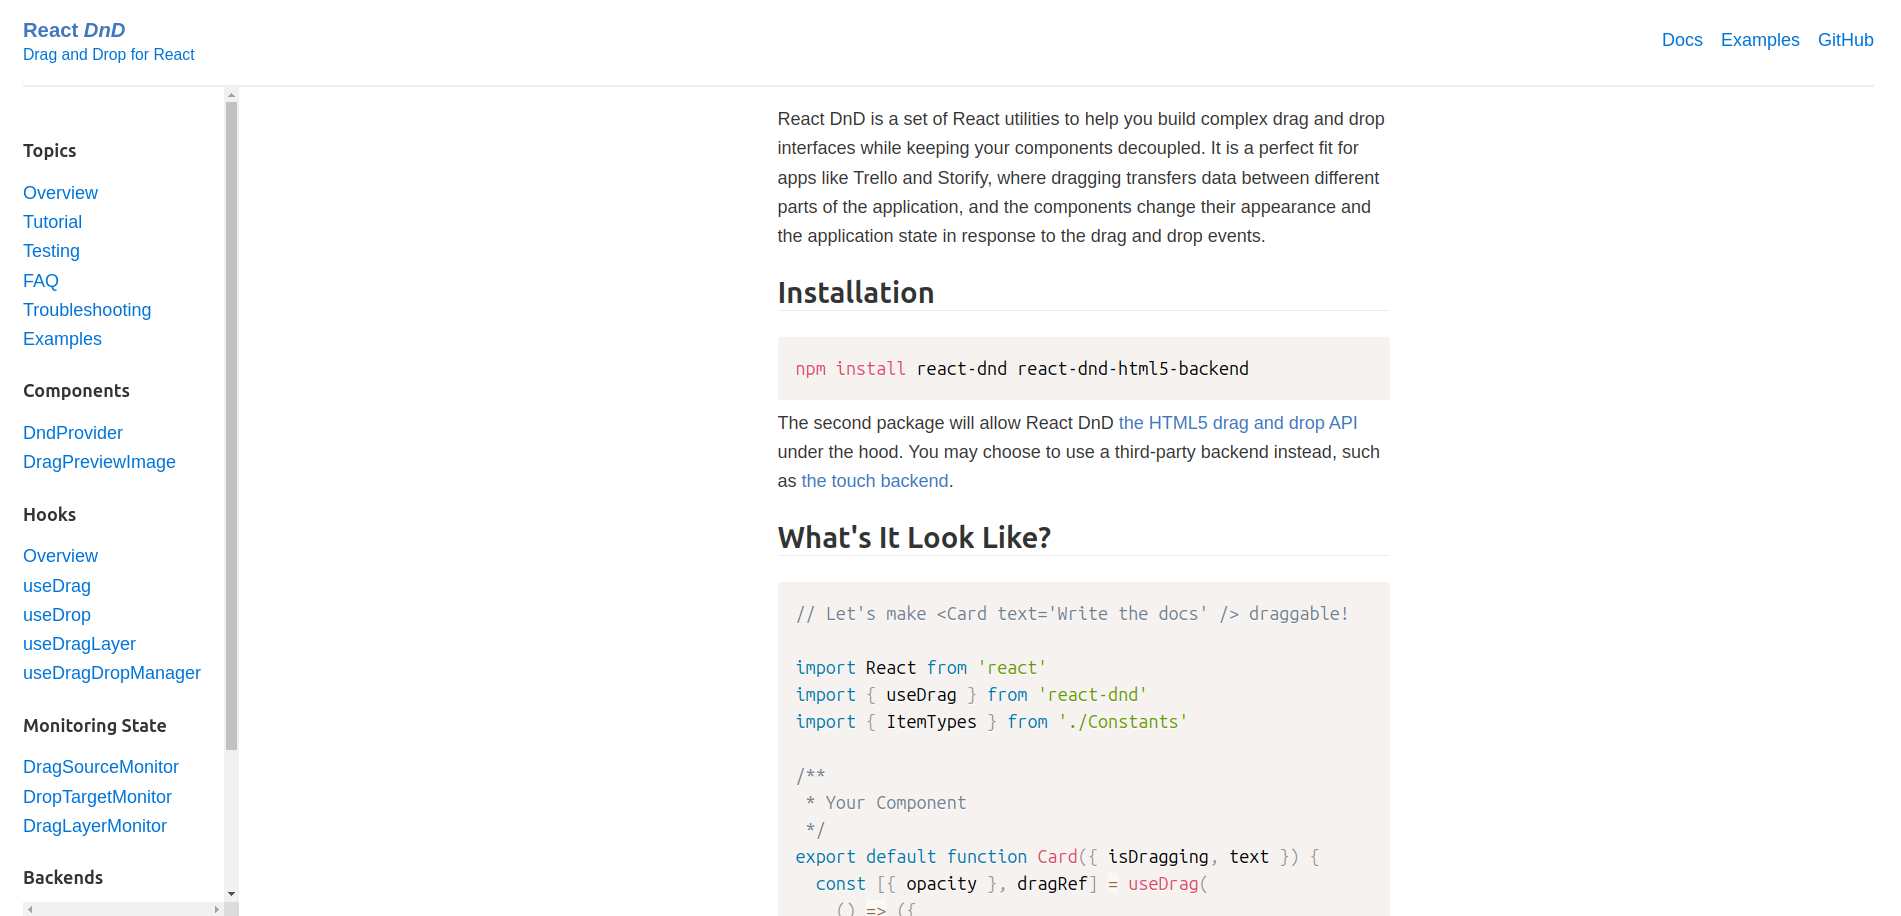 React DnD
Drag and Drop for React
Docs Examples GitHub
Topics
Overview
Tutorial
Testing
FAQ
Troubleshooting
Examples
Components
DndProvider
DragPreviewImage
Hooks
Overview
useDrag
useDrop
useDragLayer
useDragDropManager
Monitoring State
DragSourceMonitor
DropTargetMonitor
DragLayerMonitor
Backends
React DnD is a set of React utilities to help you build complex drag and drop
interfaces while keeping your components decoupled. It is a perfect fit for
apps like Trello and Storify, where dragging transfers data between different
parts of the application, and the components change their appearance and
the application state in response to the drag and drop events.
Installation
npm install react-dnd react-dnd-html5-backend
The second package will allow React DnD the HTML5 drag and drop API
under the hood. You may choose to use a third-party backend instead, such
as the touch backend.
What's It Look Like?
// Let's make <Card text='Write the docs' /> draggable!
import React from 'react'
import { useDrag } from 'react-dnd'
import { ItemTypes } from './Constants'
/**
 * Your Component
 */
export default function Card({ isDragging, text }) {
  const [{ opacity }, dragRef] = useDrag(
    () => ({